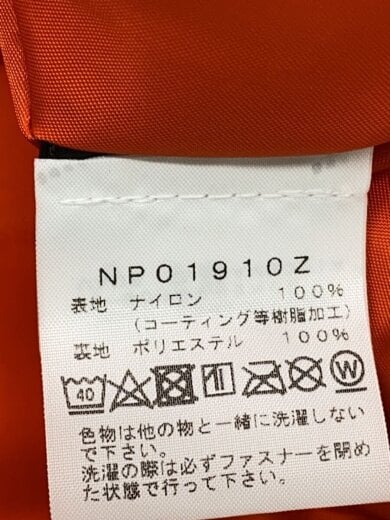 NP01910Z
表地 ナイロン 100%
(コーティング等樹脂加工)
裏地 ポリエステル 100%
40 W
色物は他の物と一緒に洗濯しない
で下さい。
洗濯の際は必ずファスナーを閉め
た状態で行って下さい。